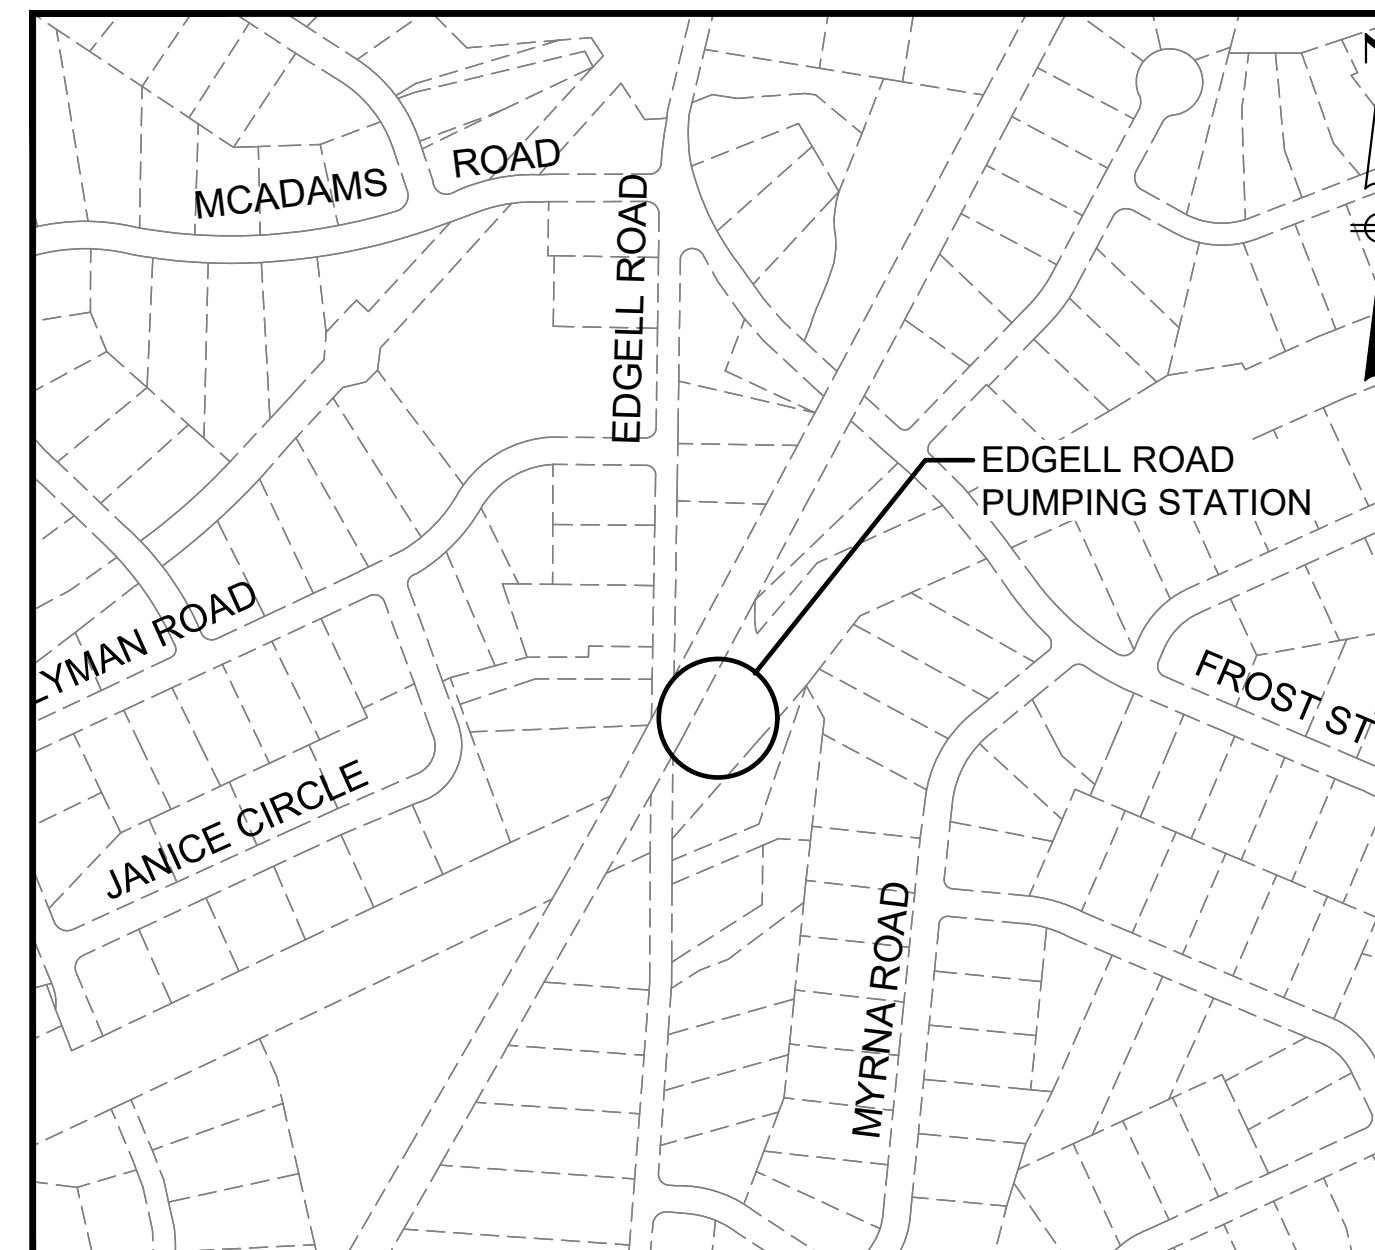 MCADAMS ROAD
EDGELL ROAD
EDGELL ROAD
PUMPING STATION
LYMAN ROAD
FROST ST
JANICE CIRCLE
MYRNA ROAD